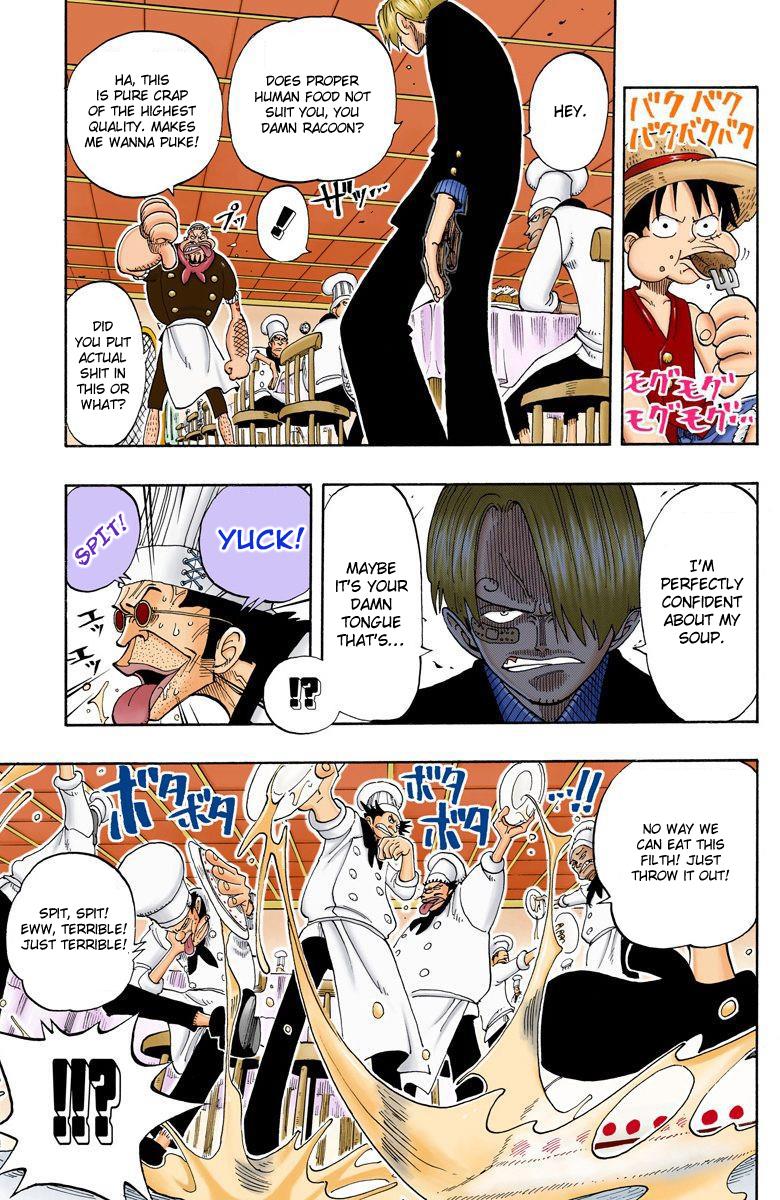 バク バク
バクバクバク
モグモグ
モグモグ…
HEY.
DOES PROPER
HUMAN FOOD NOT
SUIT YOU, YOU
DAMN RACOON?
HA, THIS
IS PURE CRAP
OF THE HIGHEST
QUALITY. MAKES
ME WANNA PUKE!
ザッ…
!
プッ
DID
YOU PUT
ACTUAL
SHIT IN
THIS OR
WHAT?
I'M
PERFECTLY
CONFIDENT
ABOUT MY
SOUP.
MAYBE
IT'S YOUR
DAMN
TONGUE
THAT'S...
!?
YUCK!
SPIT!
エッ
エッ
NO WAY WE
CAN EAT THIS
FILTH! JUST
THROW IT OUT!
ボタ
ボタ
…!!
ボタ
ボタ
SPIT, SPIT!
EWW, TERRIBLE!
JUST TERRIBLE!
!!?